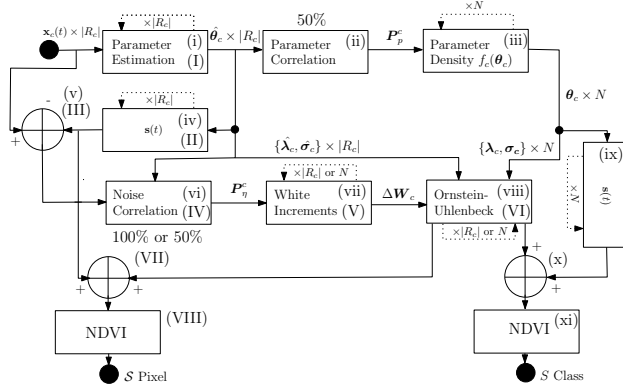 x_c(t) × |R_c|
×|R_c|
Parameter Estimation (i) (I)
θ̂_c × |R_c|
50%
Parameter Correlation (ii)
P_p^c
×N
Parameter Density f_c(θ_c) (iii)
θ_c × N
(v)
(III)
-
+
×|R_c|
s(t) (iv) (II)
{λ̂_c, σ̂_c} × |R_c|
{λ_c, σ_c} × N
(ix)
×N
s(t)
Noise Correlation (vi) (IV)
100% or 50%
P_η^c
×|R_c| or N
White Increments (vii) (V)
ΔW_c
Ornstein-Uhlenbeck (viii) (VI)
×|R_c| or N
(VII)
+
+
(x)
+
+
NDVI
(VIII)
NDVI (xi)
S Pixel
S Class